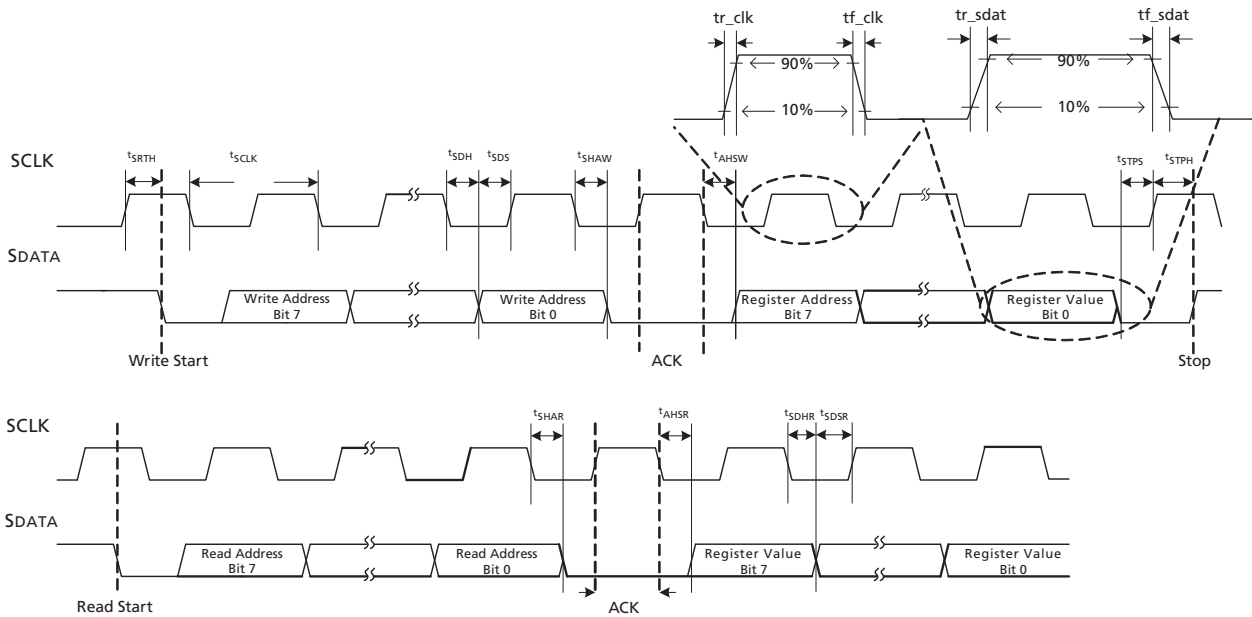 tr_clk tf_clk tr_sdat tf_sdat
90% 90%
10% 10%
SCLK
tSRTH tSCLK tSDH tSDS tSHAW tAHSW tSTPS tSTPH
SDATA
Write Address Bit 7
Write Address Bit 0
Register Address Bit 7
Register Value Bit 0
Write Start ACK Stop
SCLK
tSHAR tAHSR tSDHR tSDSR
SDATA
Read Address Bit 7
Read Address Bit 0
Register Value Bit 7
Register Value Bit 0
Read Start ACK